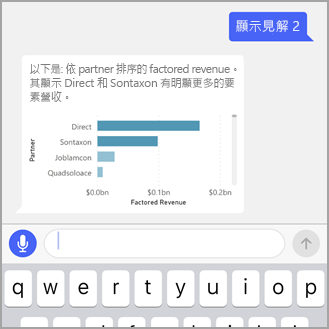 顯示見解 2
以下是: 依 partner 排序的 factored revenue。
其顯示 Direct 和 Sontaxon 有明顯更多的要
素營收。
Partner
Direct
Sontaxon
Joblamcon
Quadsoloace
$0.0bn $0.1bn $0.2bn
Factored Revenue
q w e r t y u i o p